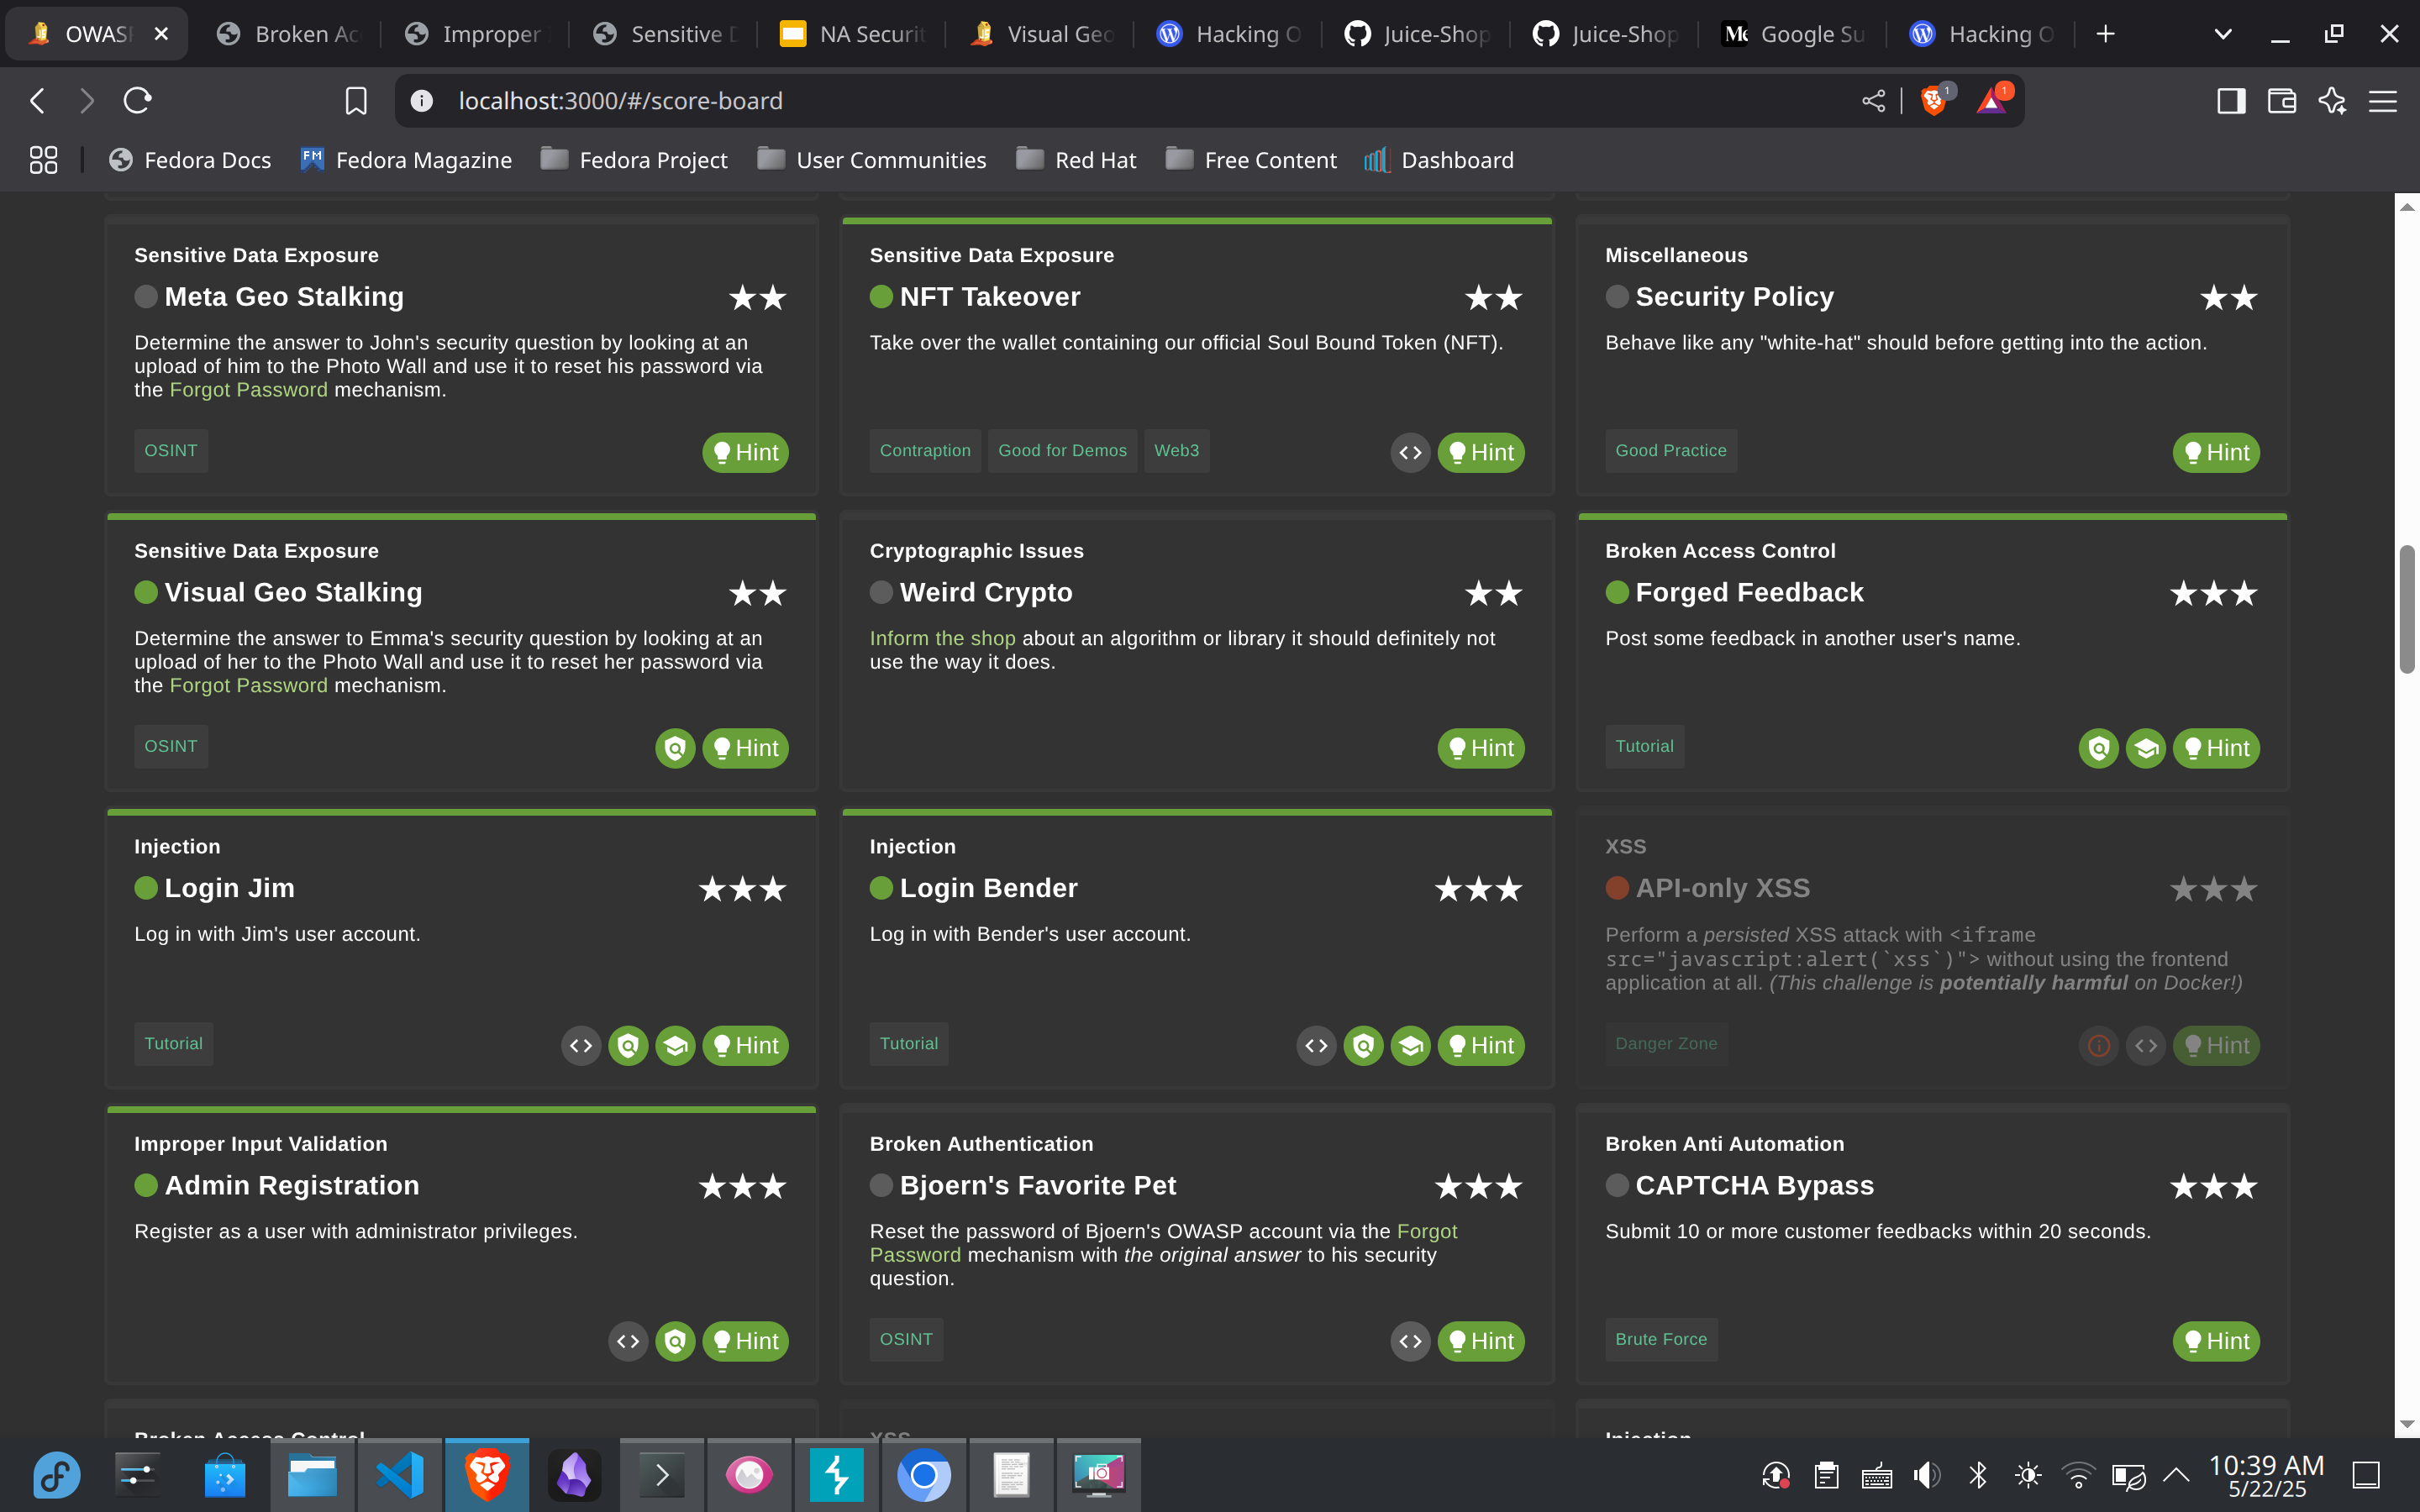 OWASP
Broken Ac
Improper
Sensitive D
NA Securit
Visual Geo
Hacking O
Juice-Shop
Juice-Shop
Google Su
Hacking O
localhost:3000/#/score-board
1
1
Fedora Docs
Fedora Magazine
Fedora Project
User Communities
Red Hat
Free Content
Dashboard
Sensitive Data Exposure
Meta Geo Stalking
Determine the answer to John's security question by looking at an
upload of him to the Photo Wall and use it to reset his password via
the Forgot Password mechanism.
OSINT
Hint
Sensitive Data Exposure
NFT Takeover
Take over the wallet containing our official Soul Bound Token (NFT).
Contraption
Good for Demos
Web3
Hint
Miscellaneous
Security Policy
Behave like any "white-hat" should before getting into the action.
Good Practice
Hint
Sensitive Data Exposure
Visual Geo Stalking
Determine the answer to Emma's security question by looking at an
upload of her to the Photo Wall and use it to reset her password via
the Forgot Password mechanism.
OSINT
Hint
Cryptographic Issues
Weird Crypto
Inform the shop about an algorithm or library it should definitely not
use the way it does.
Hint
Broken Access Control
Forged Feedback
Post some feedback in another user's name.
Tutorial
Hint
Injection
Login Jim
Log in with Jim's user account.
Tutorial
Hint
Injection
Login Bender
Log in with Bender's user account.
Tutorial
Hint
XSS
API-only XSS
Perform a persisted XSS attack with <iframe
src="javascript:alert(`xss`)"> without using the frontend
application at all. (This challenge is potentially harmful on Docker!)
Danger Zone
Hint
Improper Input Validation
Admin Registration
Register as a user with administrator privileges.
Hint
Broken Authentication
Bjoern's Favorite Pet
Reset the password of Bjoern's OWASP account via the Forgot
Password mechanism with the original answer to his security
question.
OSINT
Hint
Broken Anti Automation
CAPTCHA Bypass
Submit 10 or more customer feedbacks within 20 seconds.
Brute Force
Hint
Broken Access Control
XSS
Injection
10:39 AM
5/22/25